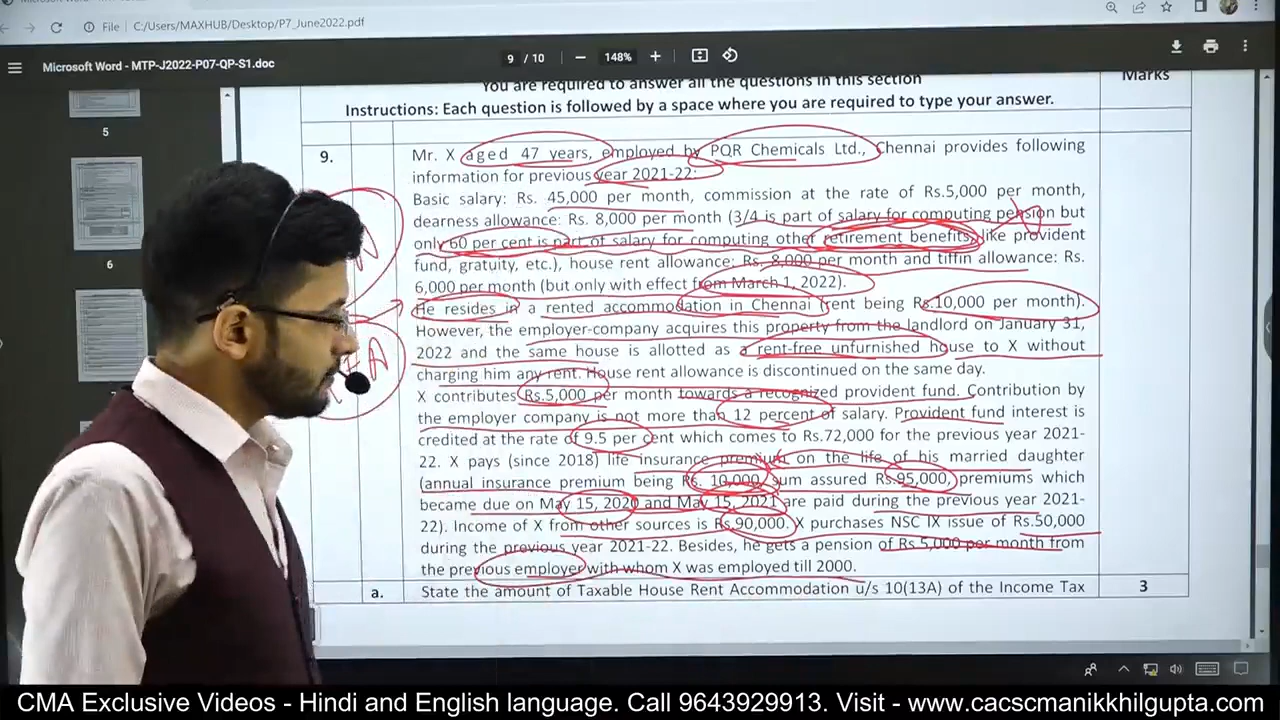 File
C:/Users/MAXHUB/Desktop/P7_June2022.pdf
Microsoft Word - MTP-J2022-P07-QP-S1.doc
9 / 10
148%
5
6
You are required to answer all the questions in this section
Marks
Instructions: Each question is followed by a space where you are required to type your answer.
9.
Mr. X aged 47 years, employed by PQR Chemicals Ltd., Chennai provides following
information for previous year 2021-22:
Basic salary: Rs. 45,000 per month, commission at the rate of Rs.5,000 per month,
dearness allowance: Rs. 8,000 per month (3/4 is part of salary for computing pension but
only 60 per cent is part of salary for computing other retirement benefits, like provident
fund, gratuity, etc.), house rent allowance: Rs. 8,000 per month and tiffin allowance: Rs.
6,000 per month (but only with effect from March 1, 2022).
He resides in a rented accommodation in Chennai (rent being Rs.10,000 per month).
However, the employer-company acquires this property from the landlord on January 31,
2022 and the same house is allotted as a rent-free unfurnished house to X without
charging him any rent. House rent allowance is discontinued on the same day.
X contributes Rs.5,000 per month towards a recognized provident fund. Contribution by
the employer company is not more than 12 percent of salary. Provident fund interest is
credited at the rate of 9.5 per cent which comes to Rs.72,000 for the previous year 2021-
22. X pays (since 2018) life insurance premium on the life of his married daughter
(annual insurance premium being Rs. 10,000, sum assured Rs.95,000, premiums which
became due on May 15, 2020 and May 15, 2021 are paid during the previous year 2021-
22). Income of X from other sources is Rs.90,000. X purchases NSC IX issue of Rs.50,000
during the previous year 2021-22. Besides, he gets a pension of Rs 5,000 per month from
the previous employer with whom X was employed till 2000.
a.
State the amount of Taxable House Rent Accommodation u/s 10(13A) of the Income Tax
3
CMA Exclusive Videos - Hindi and English language. Call 9643929913. Visit - www.cacscmanikkhilgupta.com